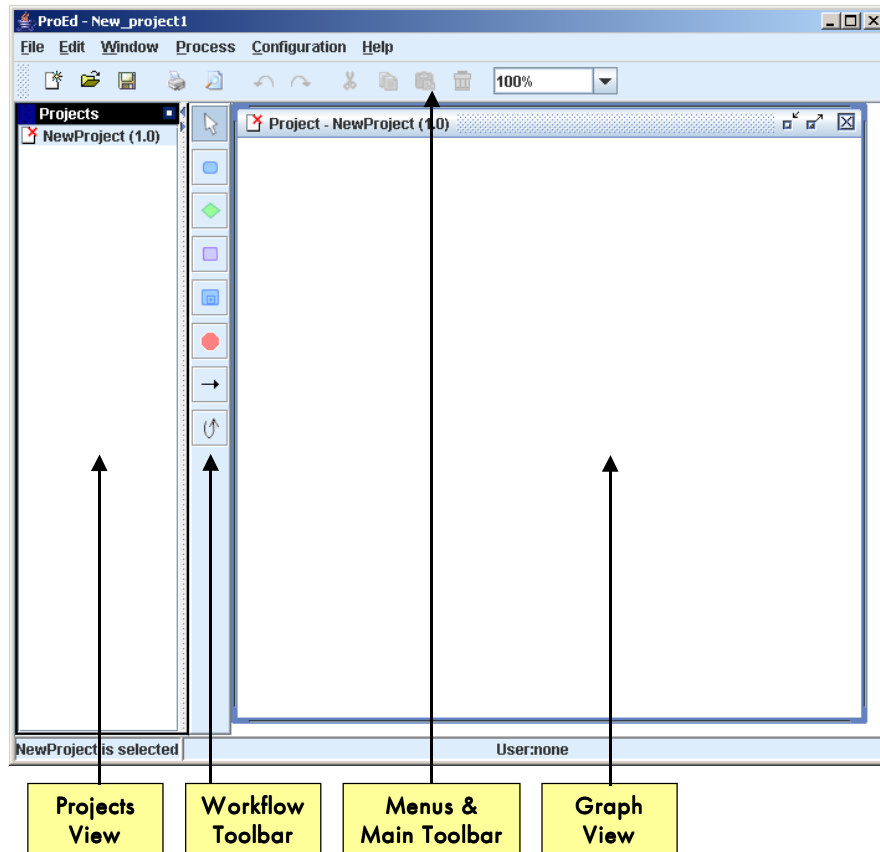 ProEd - New_project1
File Edit Window Process Configuration Help
100%
Projects
NewProject (1.0)
Project - NewProject (1.0)
NewProject is selected
User:none
Projects
View
Workflow
Toolbar
Menus &
Main Toolbar
Graph
View